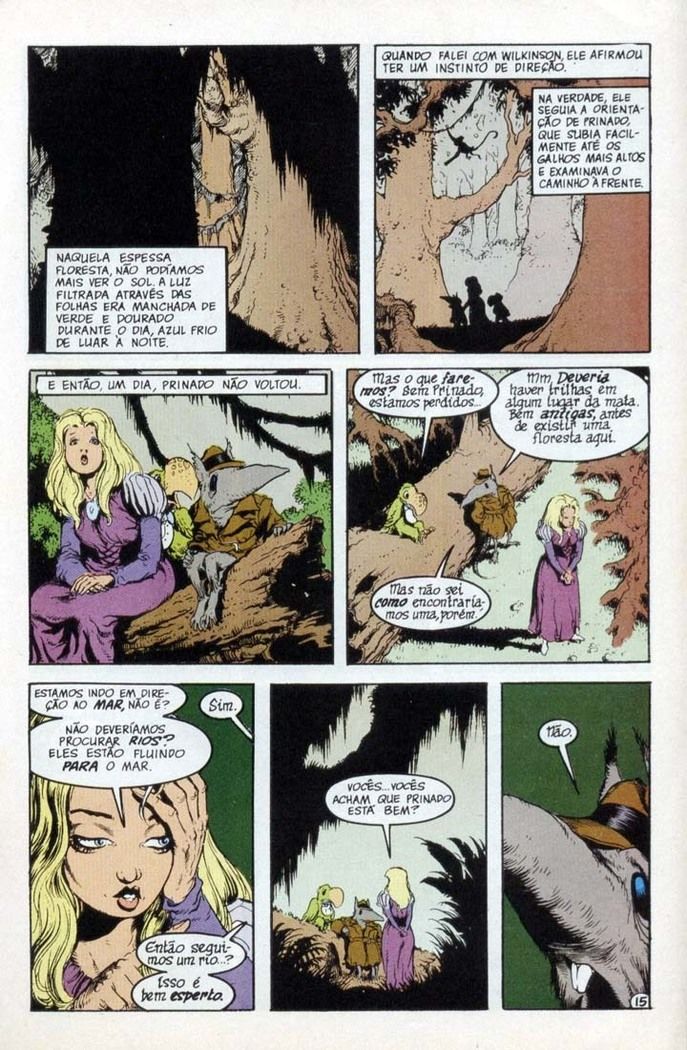 NAQUELA ESPESSA
FLORESTA, NÃO PODÍAMOS
MAIS VER O SOL. A LUZ
FILTRADA ATRAVÉS DAS
FOLHAS ERA MANCHADA DE
VERDE E DOURADO
DURANTE O DIA, AZUL FRIO
DE LUAR À NOITE.
QUANDO FALEI COM WILKINSON, ELE AFIRMOU
TER UM INSTINTO DE DIREÇÃO.
NA VERDADE, ELE
SEGUIA A ORIENTA-
ÇÃO DE PRINADO,
QUE SUBIA FACIL-
MENTE ATÉ OS
GALHOS MAIS ALTOS
E EXAMINAVA O
CAMINHO À FRENTE.
E ENTÃO, UM DIA, PRINADO NÃO VOLTOU.
Mas o que fare-
mos? Sem Prinado,
estamos perdidos...
Mm, Deveria
haver trilhas em
algum lugar da mata.
Bem antigas, antes
de existir uma
floresta aqui.
Mas não sei
como encontraría-
mos uma, porém.
ESTAMOS INDO EM DIRE-
ÇÃO AO MAR, NÃO É?
NÃO DEVERÍAMOS
PROCURAR RIOS?
ELES ESTÃO FLUINDO
PARA O MAR.
Sim.
Então segui-
mos um rio...?
Isso é
bem esperto.
VOCÊS...VOCÊS
ACHAM QUE PRINADO
ESTÁ BEM?
Não.
15